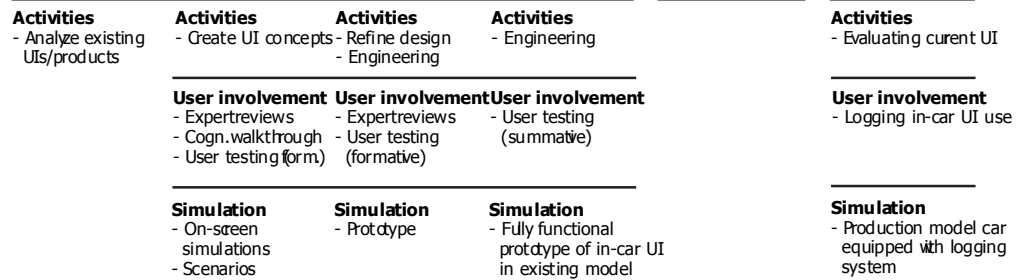 Activities
- Analyze existing
UIs/products
Activities
- Create UI concepts
Activities
- Refine design
- Engineering
Activities
- Engineering
Activities
- Evaluating curent UI
User involvement
- Expertreviews
- Cogn. walkthrough
- User testing (form.)
User involvement
- Expertreviews
- User testing
(formative)
User involvement
- User testing
(summative)
User involvement
- Logging in-car UI use
Simulation
- On-screen
simulations
- Scenarios
Simulation
- Prototype
Simulation
- Fully functional
prototype of in-car UI
in existing model
Simulation
- Production model car
equipped with logging
system